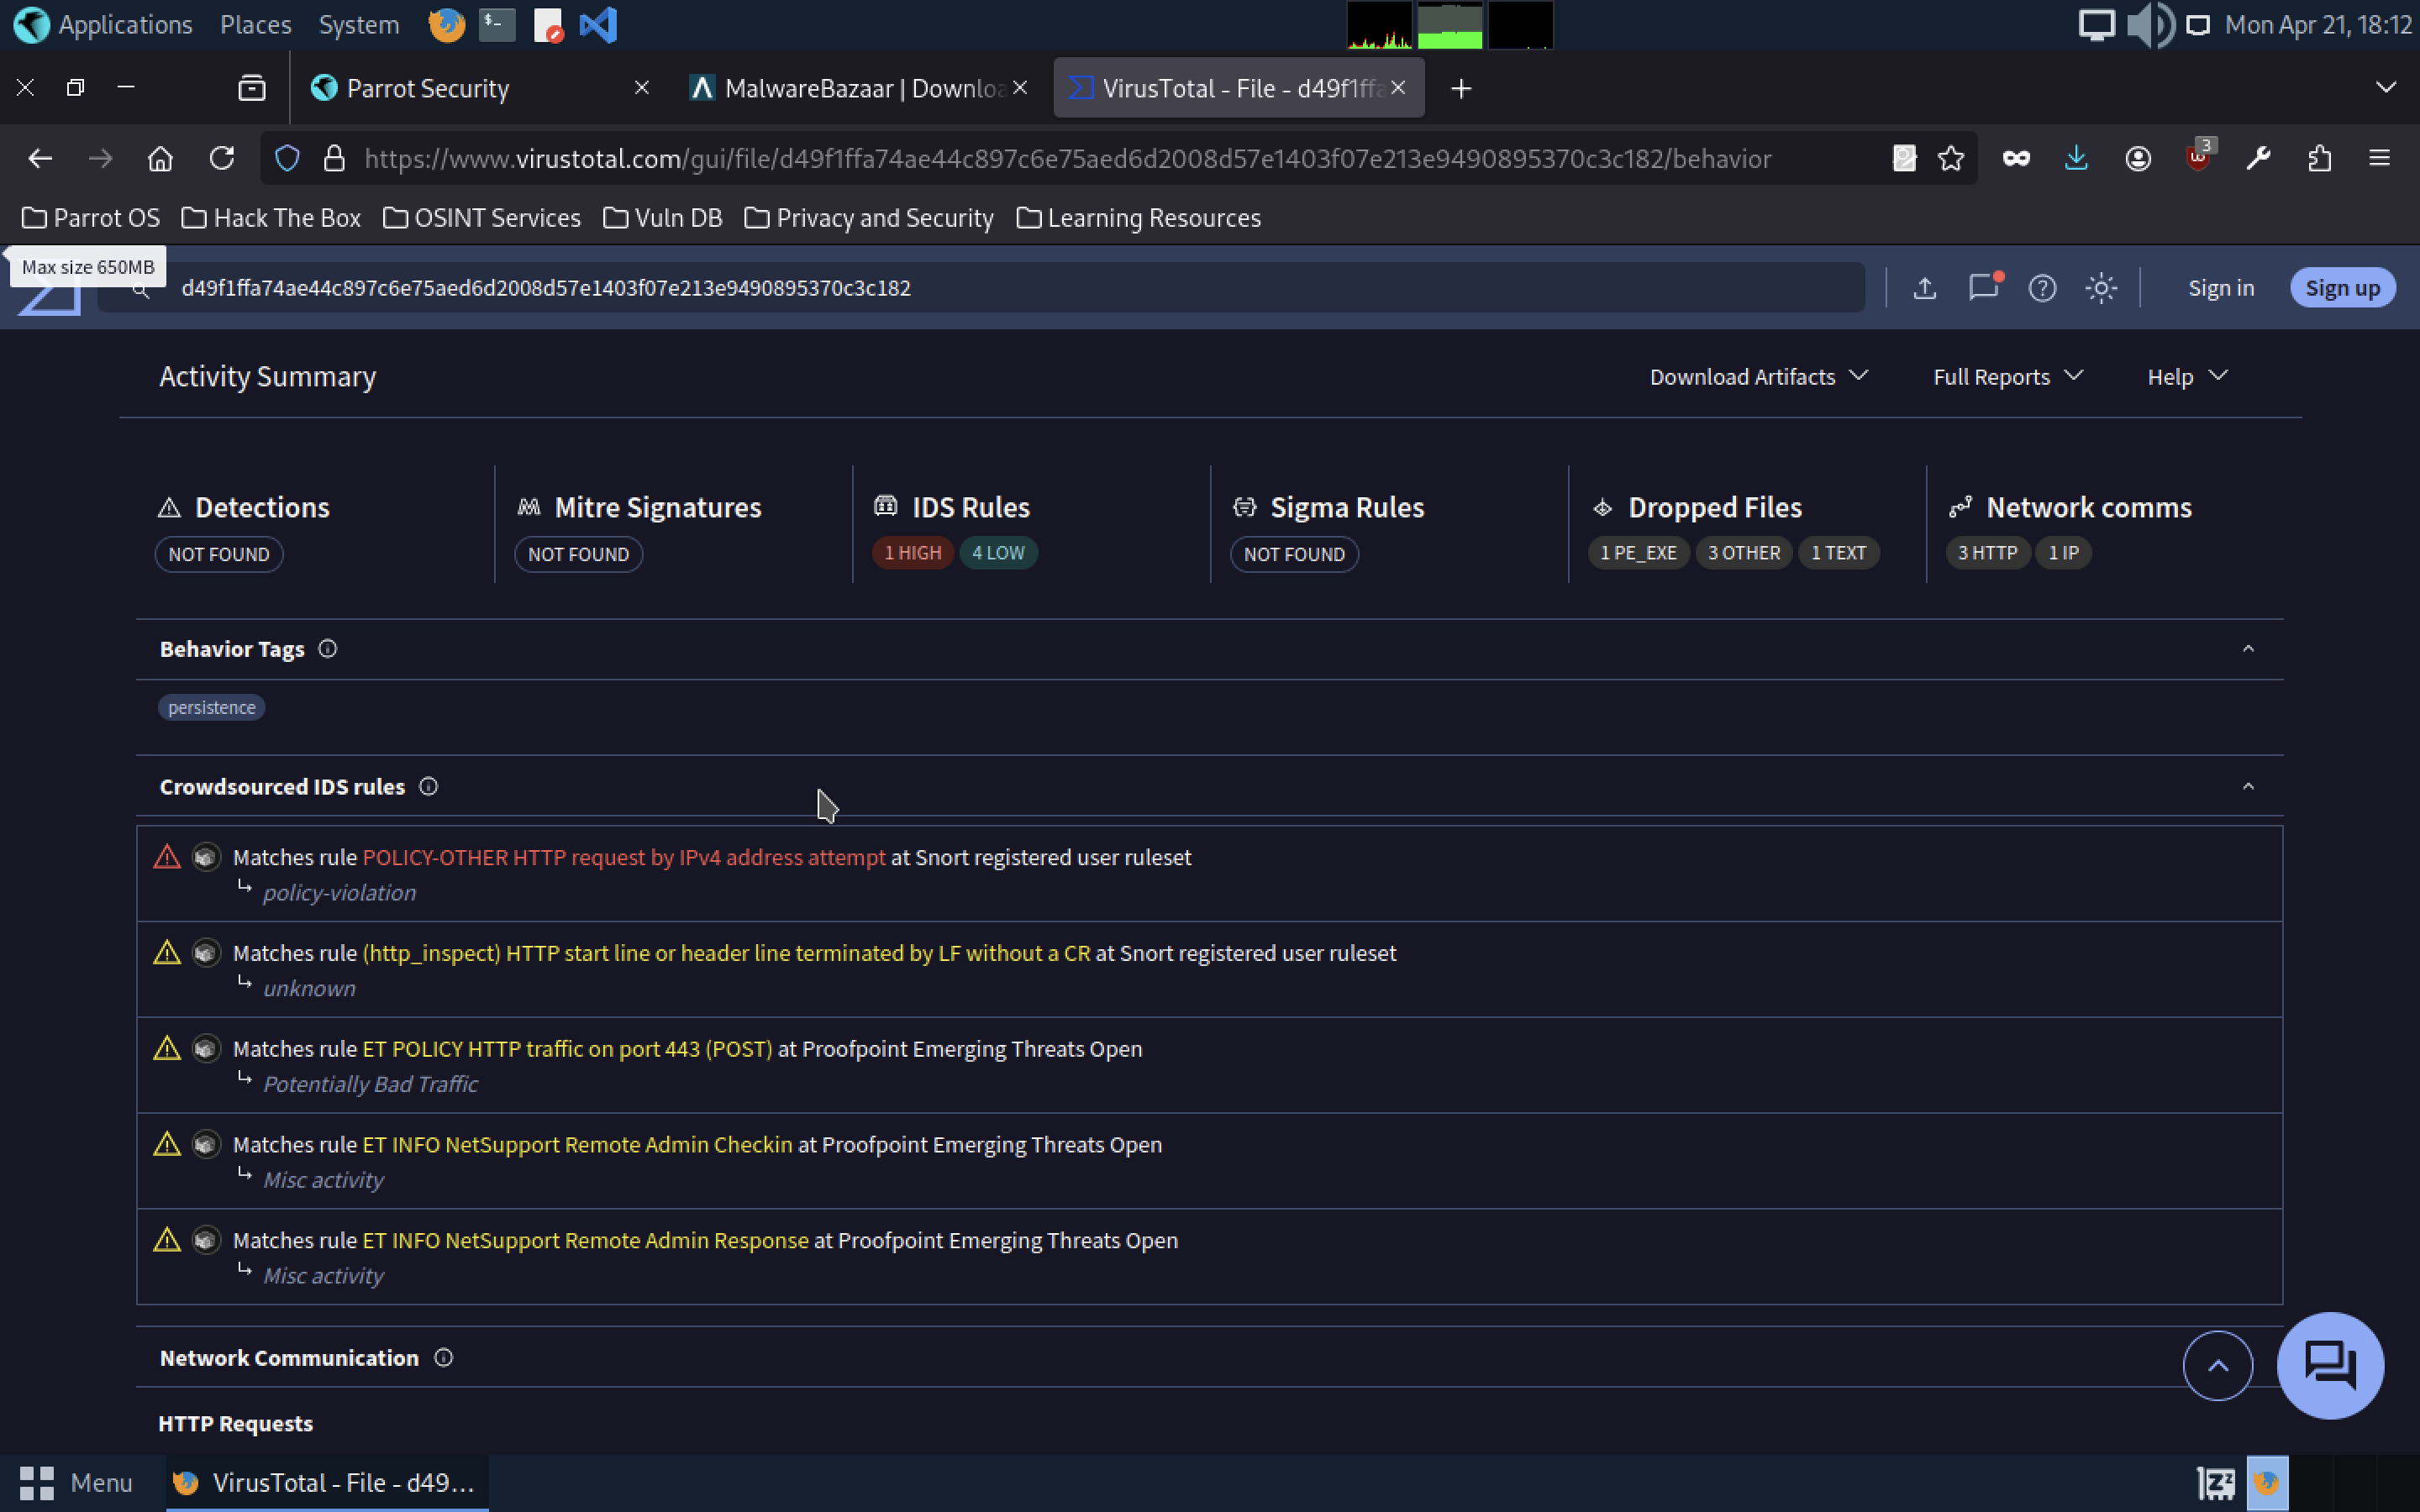 Applications Places System Mon Apr 21, 18:12
Parrot Security MalwareBazaar | Downloa VirusTotal - File - d49f1ffa
https://www.virustotal.com/gui/file/d49f1ffa74ae44c897c6e75aed6d2008d57e1403f07e213e9490895370c3c182/behavior 3
Parrot OS Hack The Box OSINT Services Vuln DB Privacy and Security Learning Resources
Max size 650MB
d49f1ffa74ae44c897c6e75aed6d2008d57e1403f07e213e9490895370c3c182 Sign in Sign up
Activity Summary Download Artifacts Full Reports Help
Detections Mitre Signatures IDS Rules Sigma Rules Dropped Files Network comms
NOT FOUND NOT FOUND 1 HIGH 4 LOW NOT FOUND 1 PE_EXE 3 OTHER 1 TEXT 3 HTTP 1 IP
Behavior Tags
persistence
Crowdsourced IDS rules
Matches rule POLICY-OTHER HTTP request by IPv4 address attempt at Snort registered user ruleset
policy-violation
Matches rule (http_inspect) HTTP start line or header line terminated by LF without a CR at Snort registered user ruleset
unknown
Matches rule ET POLICY HTTP traffic on port 443 (POST) at Proofpoint Emerging Threats Open
Potentially Bad Traffic
Matches rule ET INFO NetSupport Remote Admin Checkin at Proofpoint Emerging Threats Open
Misc activity
Matches rule ET INFO NetSupport Remote Admin Response at Proofpoint Emerging Threats Open
Misc activity
Network Communication
HTTP Requests
Menu VirusTotal - File - d49...